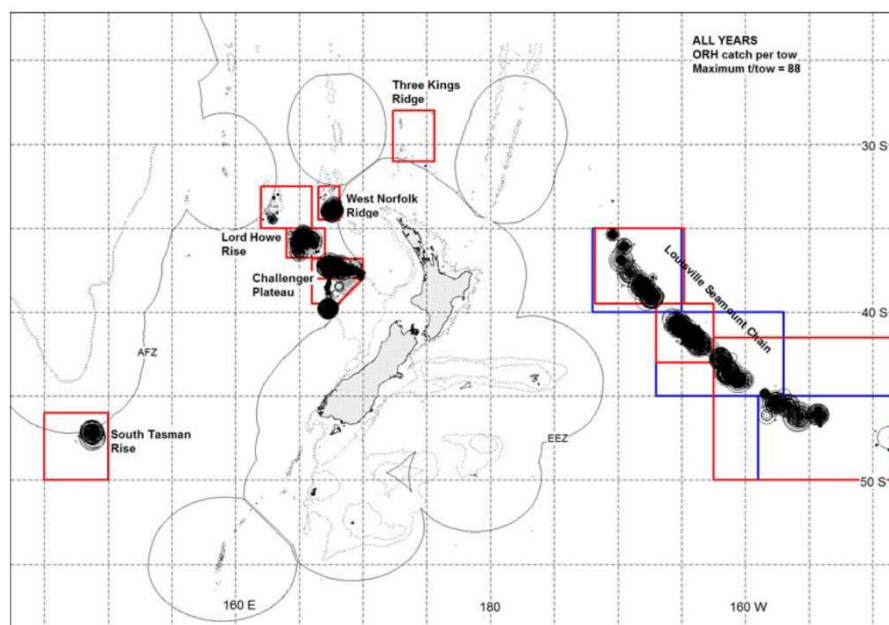 ALL YEARS
ORH catch per tow
Maximum t/tow = 88
Three Kings
Ridge
30 S
West Norfolk
Ridge
Lord Howe
Rise
Challenger
Plateau
Louisville Seamount Chain
40 S
AFZ
South Tasman
Rise
EEZ
50 S
160 E
180
160 W